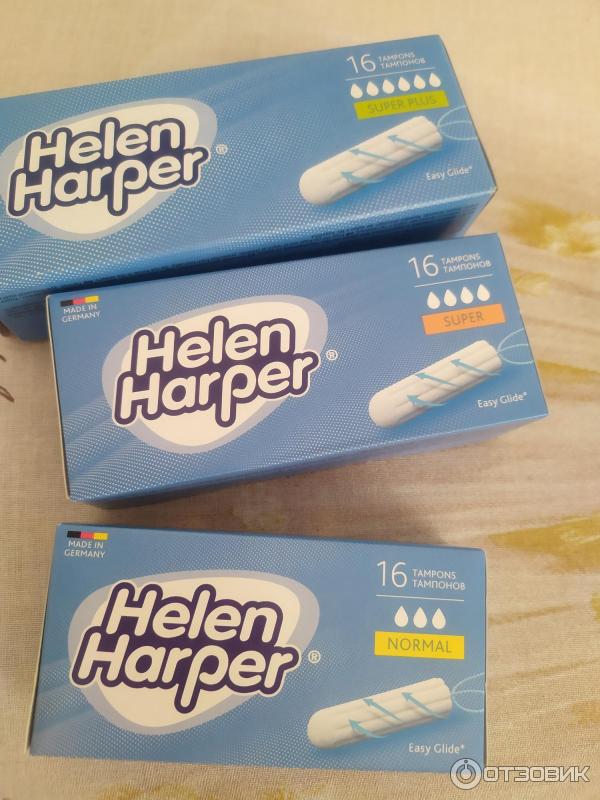 16 TAMPONS
ТАМПОНОВ
SUPER PLUS
Helen
Harper®
Easy Glide*
MADE IN
GERMANY
16 TAMPONS
ТАМПОНОВ
SUPER
Helen
Harper®
Easy Glide*
MADE IN
GERMANY
16 TAMPONS
ТАМПОНОВ
NORMAL
Helen
Harper®
Easy Glide*
ОТЗОВИК